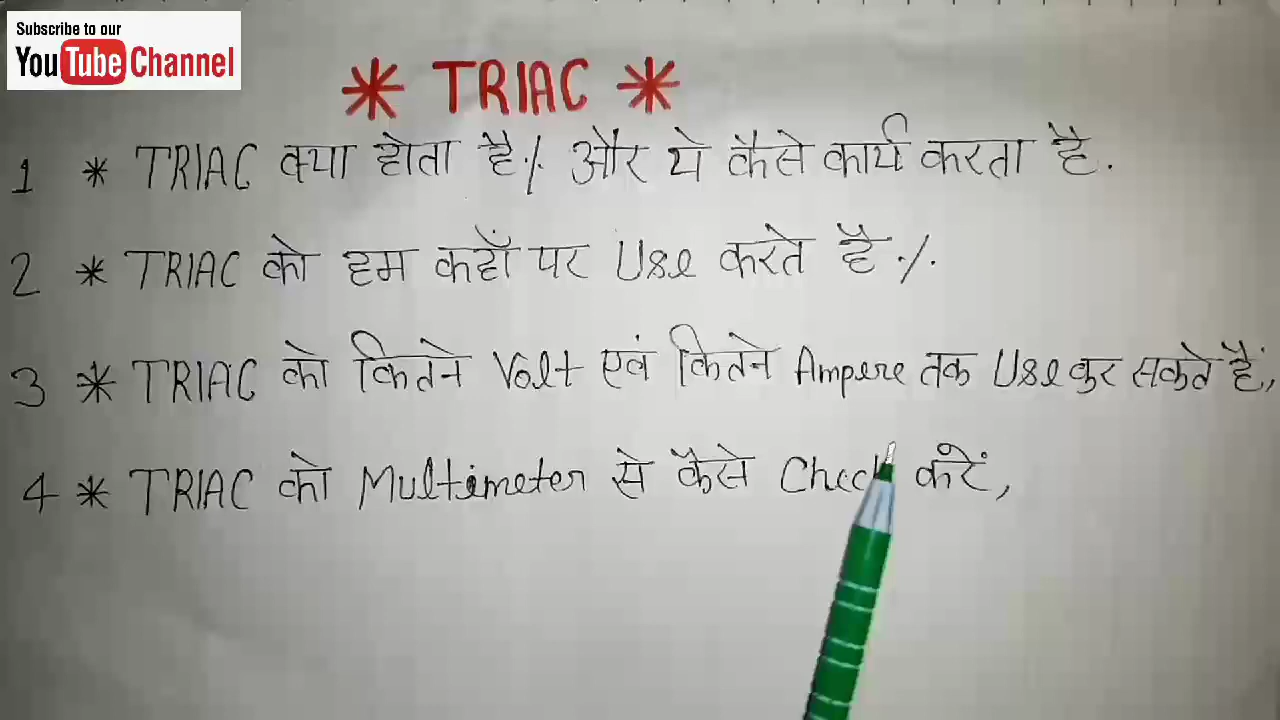 Subscribe to our
YouTube Channel
* TRIAC *
1 * TRIAC क्या होता है ./. और ये कैसे कार्य करता है.
2 * TRIAC को हम कहाँ पर Use करते है ./.
3 * TRIAC को कितने Volt एवं कितने Ampere तक Use कर सकते हैं,
4 * TRIAC को Multimeter से कैसे Check करें,